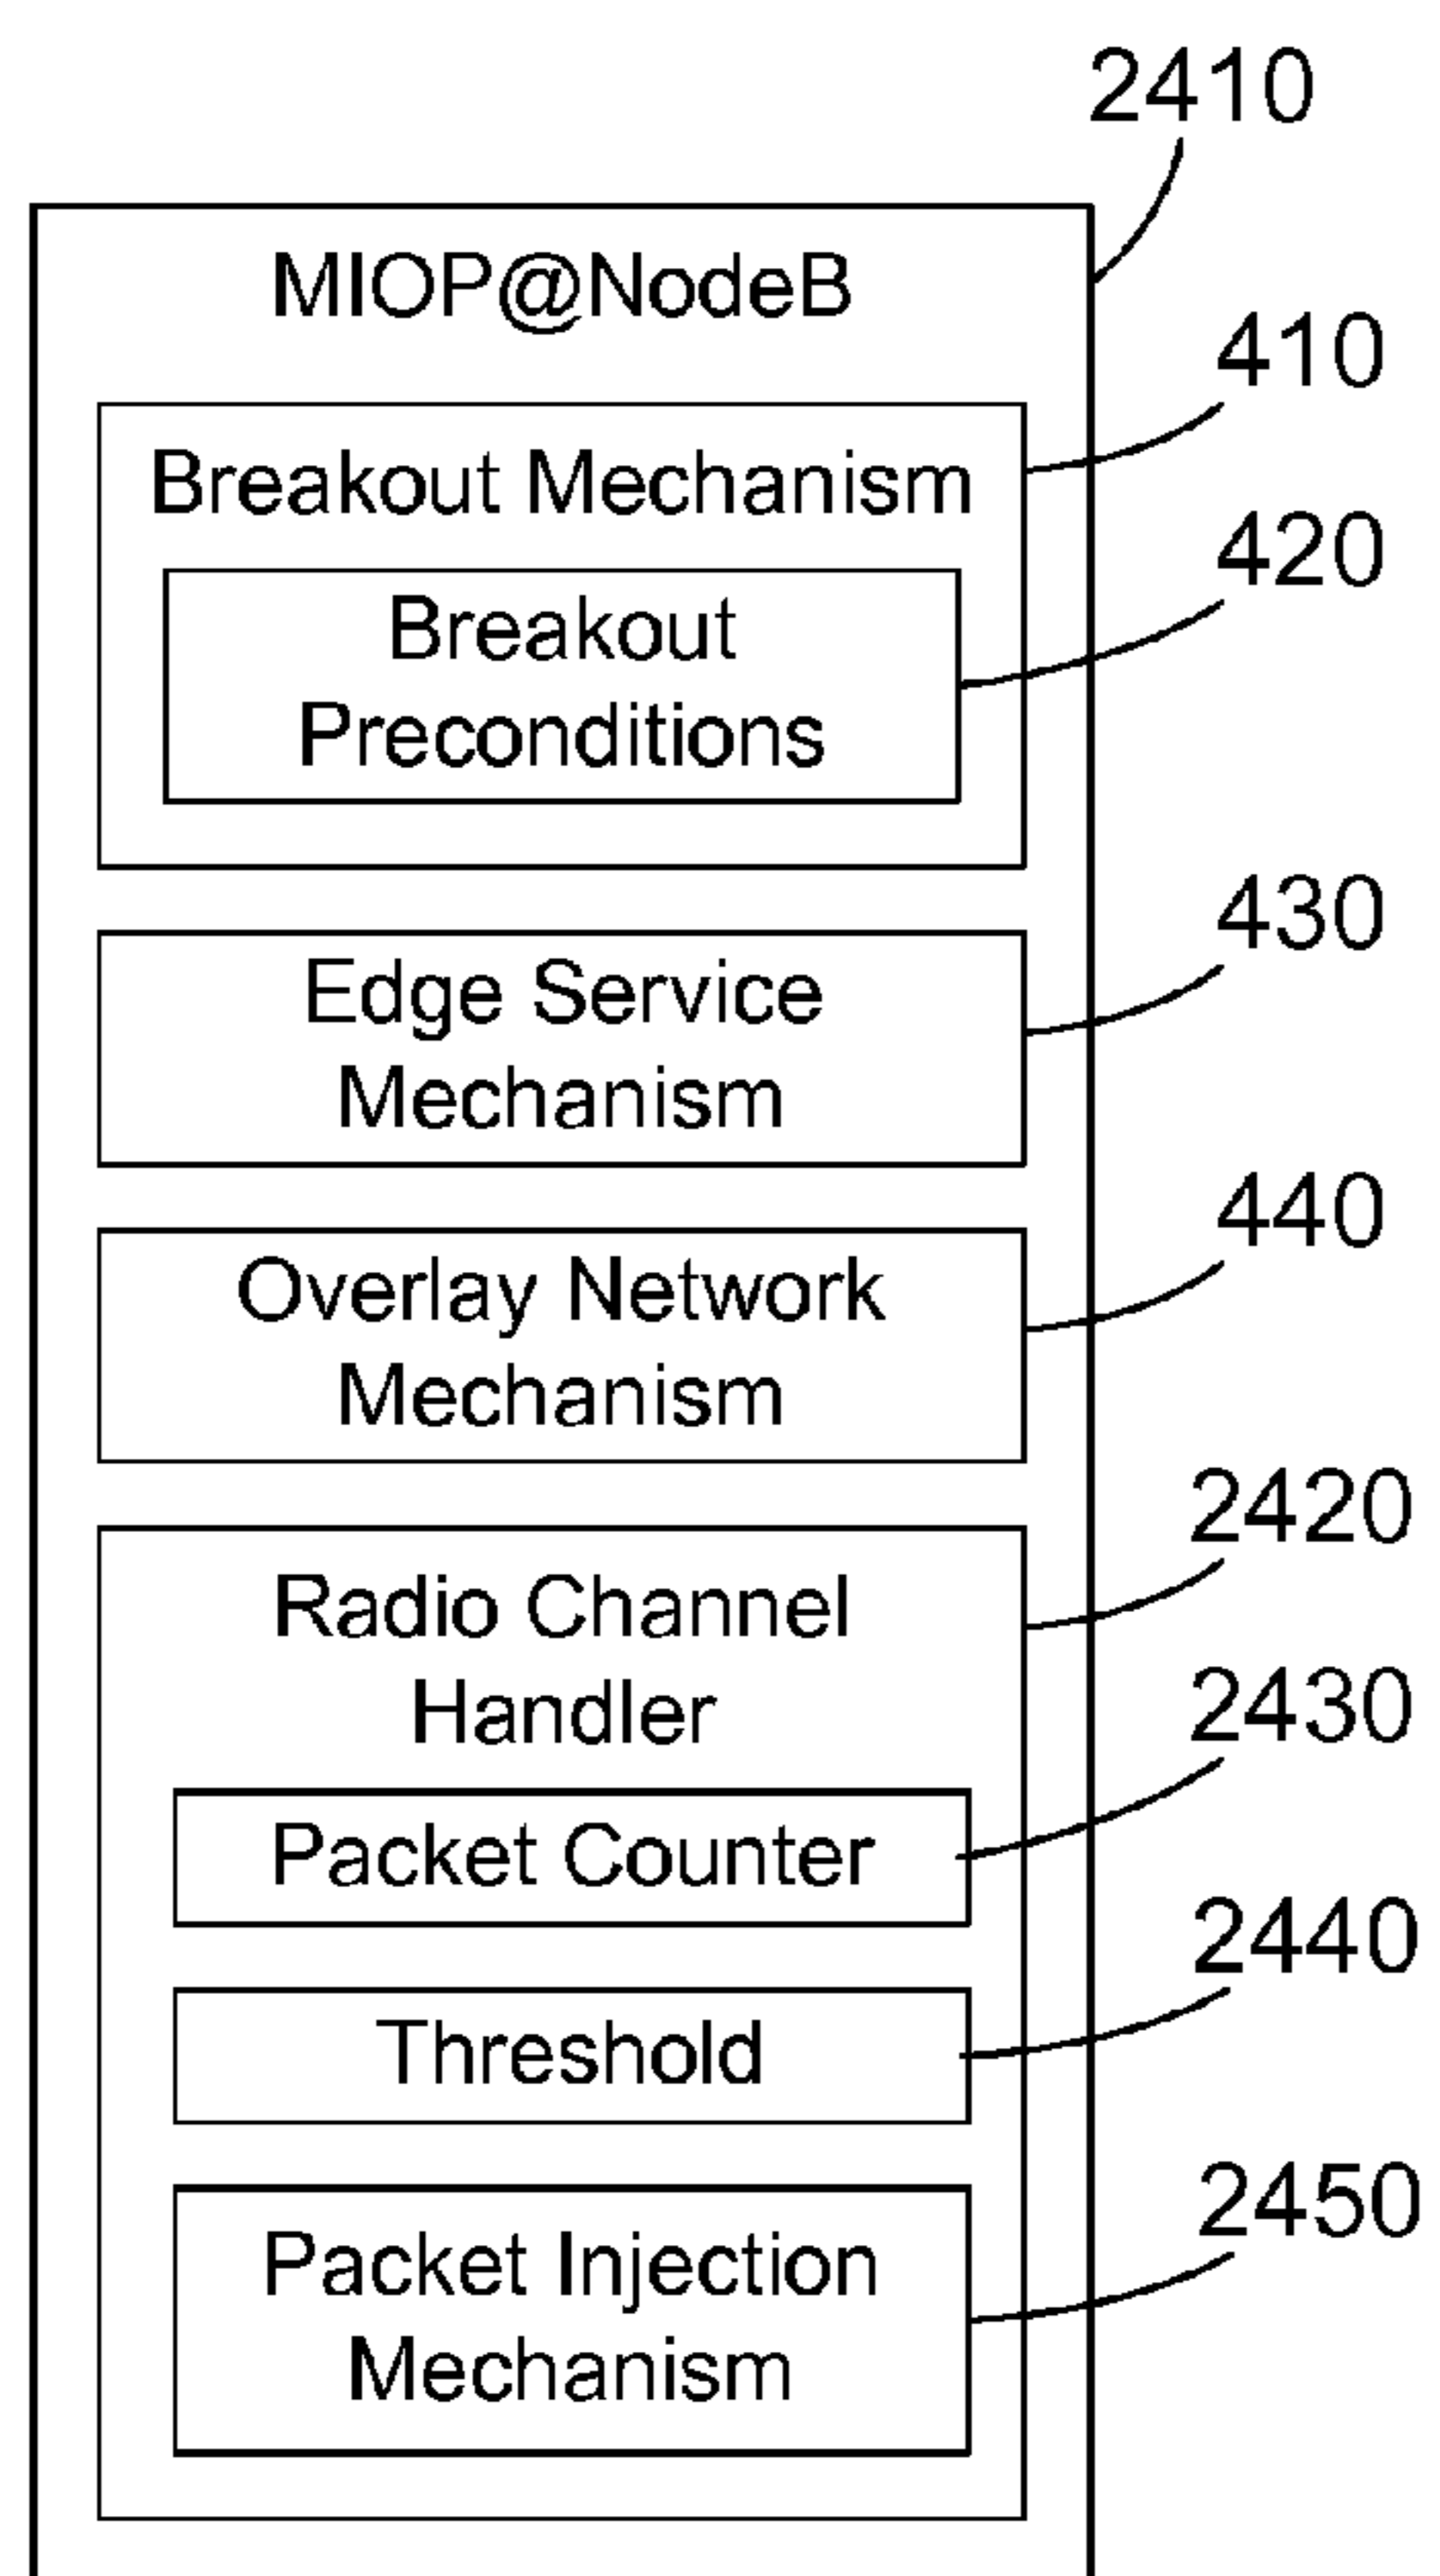 2410
MIOP@NodeB
410
Breakout Mechanism
420
Breakout
Preconditions
430
Edge Service
Mechanism
440
Overlay Network
Mechanism
2420
Radio Channel
Handler
2430
Packet Counter
2440
Threshold
2450
Packet Injection
Mechanism